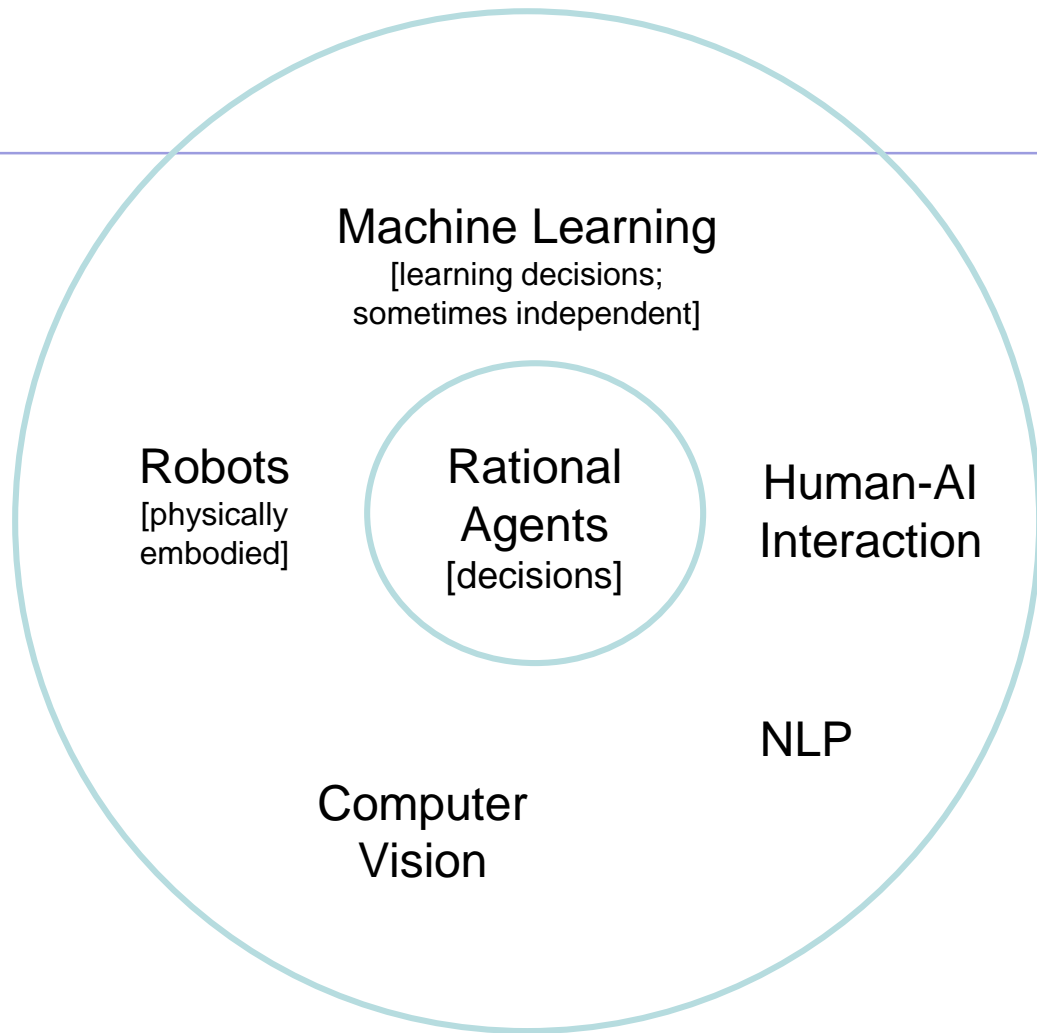 Machine Learning
[learning decisions;
sometimes independent]
Robots
[physically
embodied]
Rational
Agents
[decisions]
Human-AI
Interaction
NLP
Computer
Vision